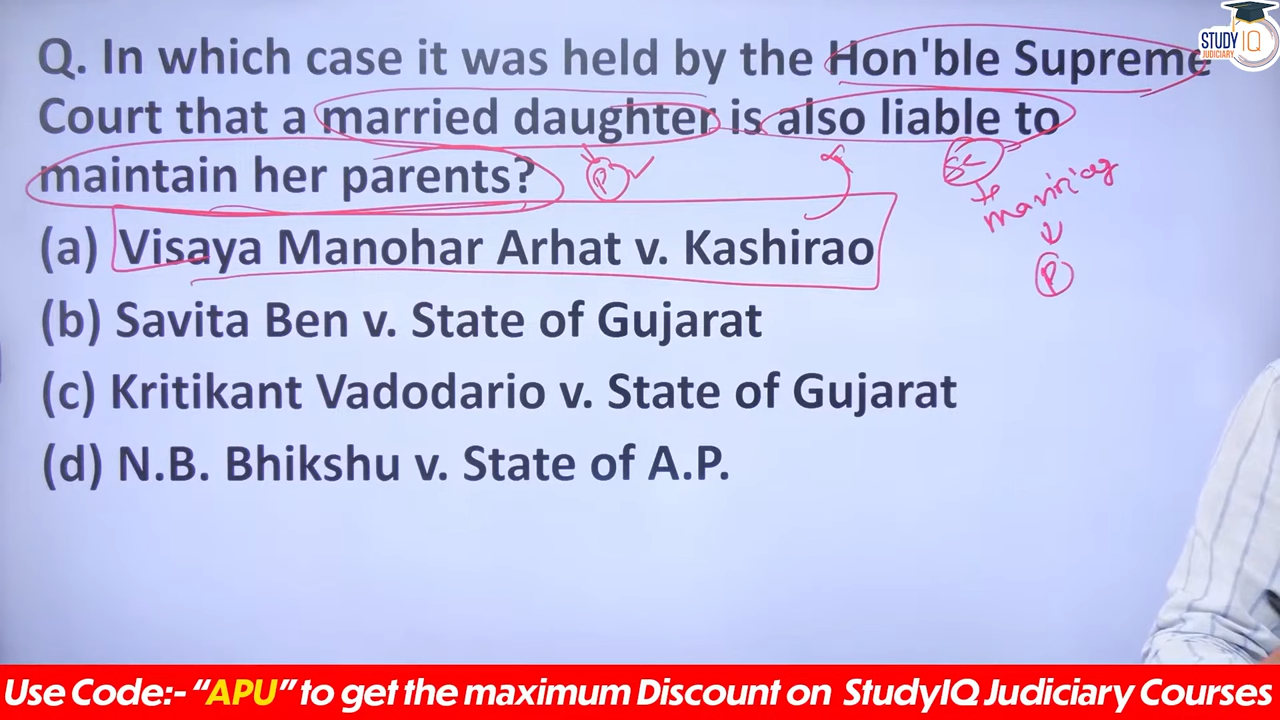 Q. In which case it was held by the Hon'ble Supreme
Court that a married daughter is also liable to
maintain her parents?
(a) Visaya Manohar Arhat v. Kashirao
(b) Savita Ben v. State of Gujarat
(c) Kritikant Vadodario v. State of Gujarat
(d) N.B. Bhikshu v. State of A.P.
P
P
STUDY IQ
JUDICIARY
Use Code:- “APU” to get the maximum Discount on StudyIQ Judiciary Courses